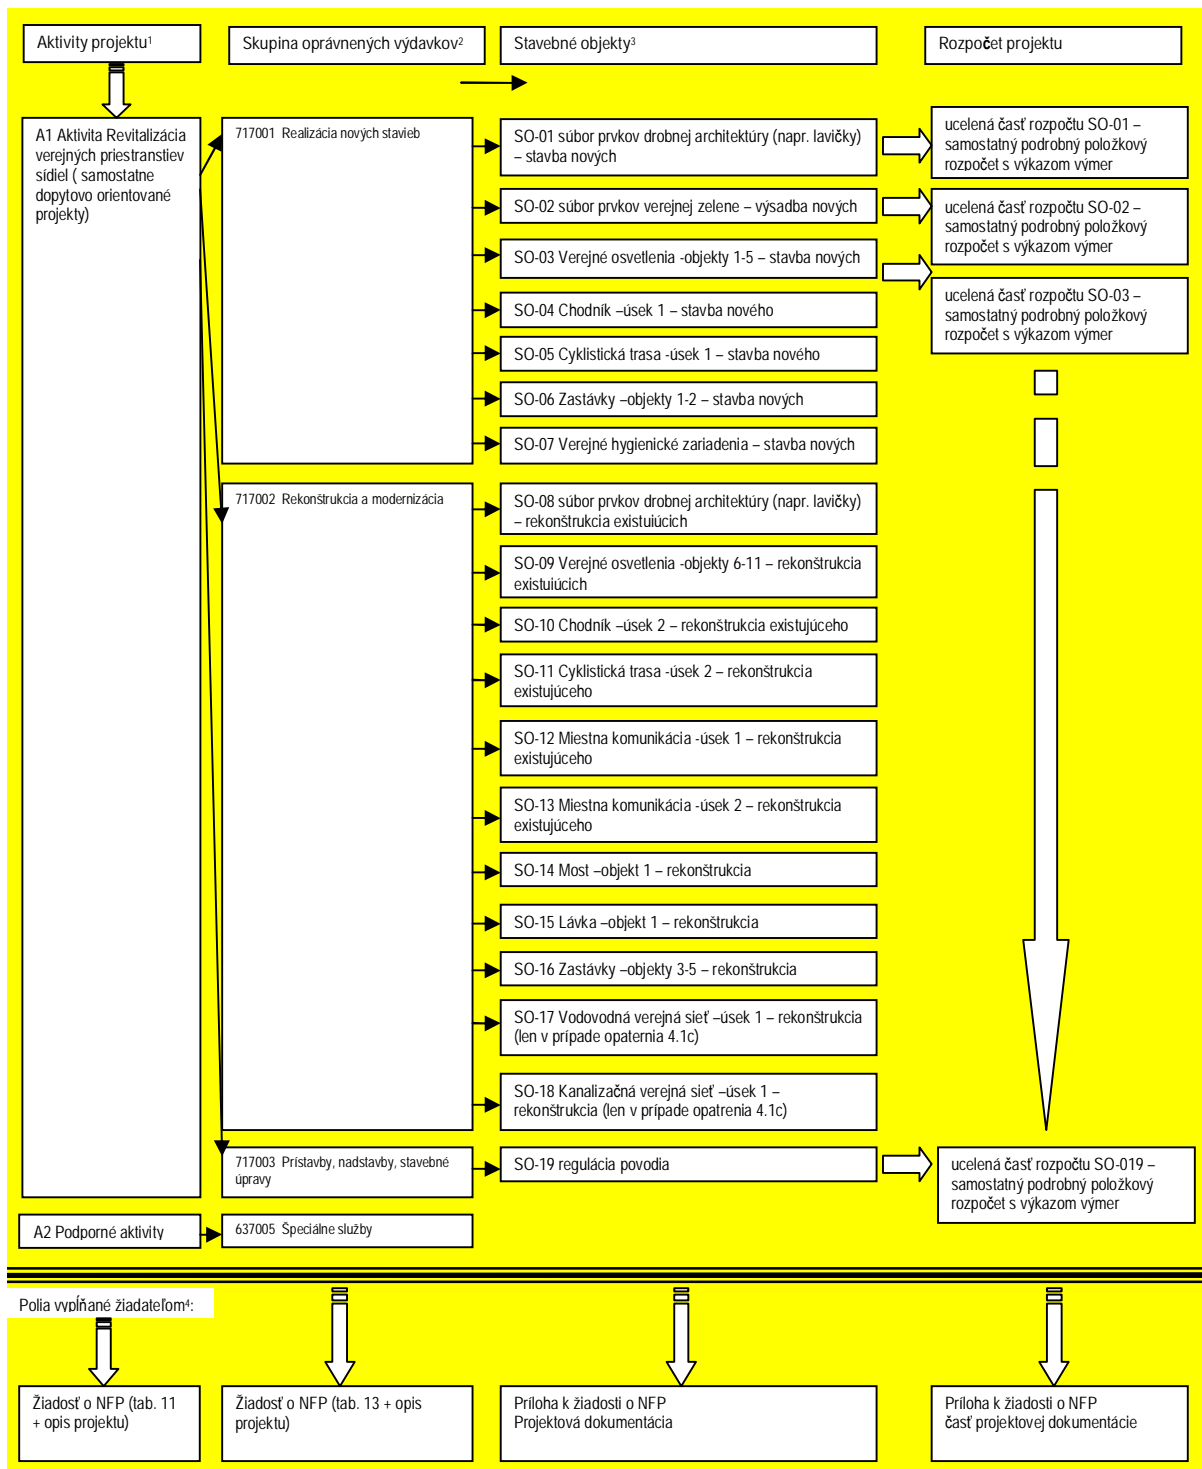 Aktivity projektu¹
Skupina oprávnených výdavkov²
Stavebné objekty³
Rozpočet projektu
A1 Aktivita Revitalizácia
verejných priestranstiev
sídiel ( samostatne
dopytovo orientované
projekty)
717001 Realizácia nových stavieb
SO-01 súbor prvkov drobnej architektúry (napr. lavičky)
– stavba nových
SO-02 súbor prvkov verejnej zelene – výsadba nových
SO-03 Verejné osvetlenia -objekty 1-5 – stavba nových
SO-04 Chodník –úsek 1 – stavba nového
SO-05 Cyklistická trasa -úsek 1 – stavba nového
SO-06 Zastávky –objekty 1-2 – stavba nových
SO-07 Verejné hygienické zariadenia – stavba nových
ucelená časť rozpočtu SO-01 –
samostatný podrobný položkový
rozpočet s výkazom výmer
ucelená časť rozpočtu SO-02 –
samostatný podrobný položkový
rozpočet s výkazom výmer
ucelená časť rozpočtu SO-03 –
samostatný podrobný položkový
rozpočet s výkazom výmer
717002 Rekonštrukcia a modernizácia
SO-08 súbor prvkov drobnej architektúry (napr. lavičky)
– rekonštrukcia existujúcich
SO-09 Verejné osvetlenia -objekty 6-11 – rekonštrukcia
existujúcich
SO-10 Chodník –úsek 2 – rekonštrukcia existujúceho
SO-11 Cyklistická trasa -úsek 2 – rekonštrukcia
existujúceho
SO-12 Miestna komunikácia -úsek 1 – rekonštrukcia
existujúceho
SO-13 Miestna komunikácia -úsek 2 – rekonštrukcia
existujúceho
SO-14 Most –objekt 1 – rekonštrukcia
SO-15 Lávka –objekt 1 – rekonštrukcia
SO-16 Zastávky –objekty 3-5 – rekonštrukcia
SO-17 Vodovodná verejná sieť –úsek 1 – rekonštrukcia
(len v prípade opaternia 4.1c)
SO-18 Kanalizačná verejná sieť –úsek 1 –
rekonštrukcia (len v prípade opatrenia 4.1c)
717003 Prístavby, nadstavby, stavebné
úpravy
SO-19 regulácia povodia
ucelená časť rozpočtu SO-019 –
samostatný podrobný položkový
rozpočet s výkazom výmer
A2 Podporné aktivity
637005 Špeciálne služby
Polia vypĺňané žiadateľom⁴:
Žiadosť o NFP (tab. 11
+ opis projektu)
Žiadosť o NFP (tab. 13 + opis
projektu)
Príloha k žiadosti o NFP
Projektová dokumentácia
Príloha k žiadosti o NFP
časť projektovej dokumentácie